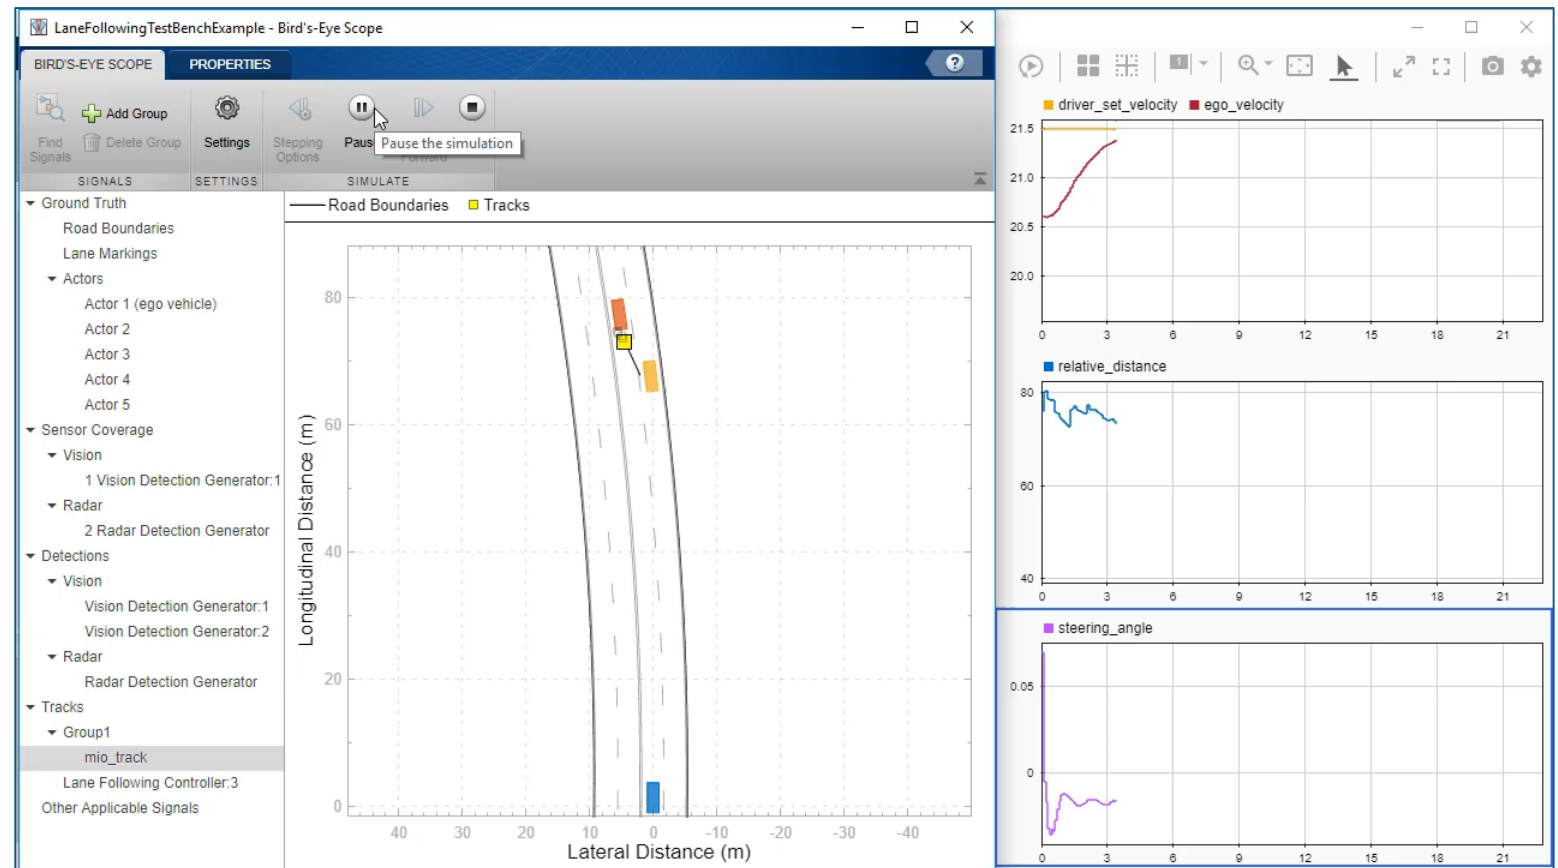 LaneFollowingTestBenchExample - Bird's-Eye Scope
BIRD'S-EYE SCOPE
PROPERTIES
?
Find Signals
Add Group
Delete Group
Settings
Stepping Options
Pause
Forward
Pause the simulation
SIGNALS
SETTINGS
SIMULATE
Ground Truth
Road Boundaries
Lane Markings
Actors
Actor 1 (ego vehicle)
Actor 2
Actor 3
Actor 4
Actor 5
Sensor Coverage
Vision
1 Vision Detection Generator:1
Radar
2 Radar Detection Generator
Detections
Vision
Vision Detection Generator:1
Vision Detection Generator:2
Radar
Radar Detection Generator
Tracks
Group1
mio_track
Lane Following Controller:3
Other Applicable Signals
Road Boundaries
Tracks
80
60
40
20
0
Longitudinal Distance (m)
40 30 20 10 0 -10 -20 -30 -40
Lateral Distance (m)
1
driver_set_velocity
ego_velocity
21.5
21.0
20.5
20.0
0 3 6 9 12 15 18 21
relative_distance
80
60
40
0 3 6 9 12 15 18 21
steering_angle
0.05
0
0 3 6 9 12 15 18 21